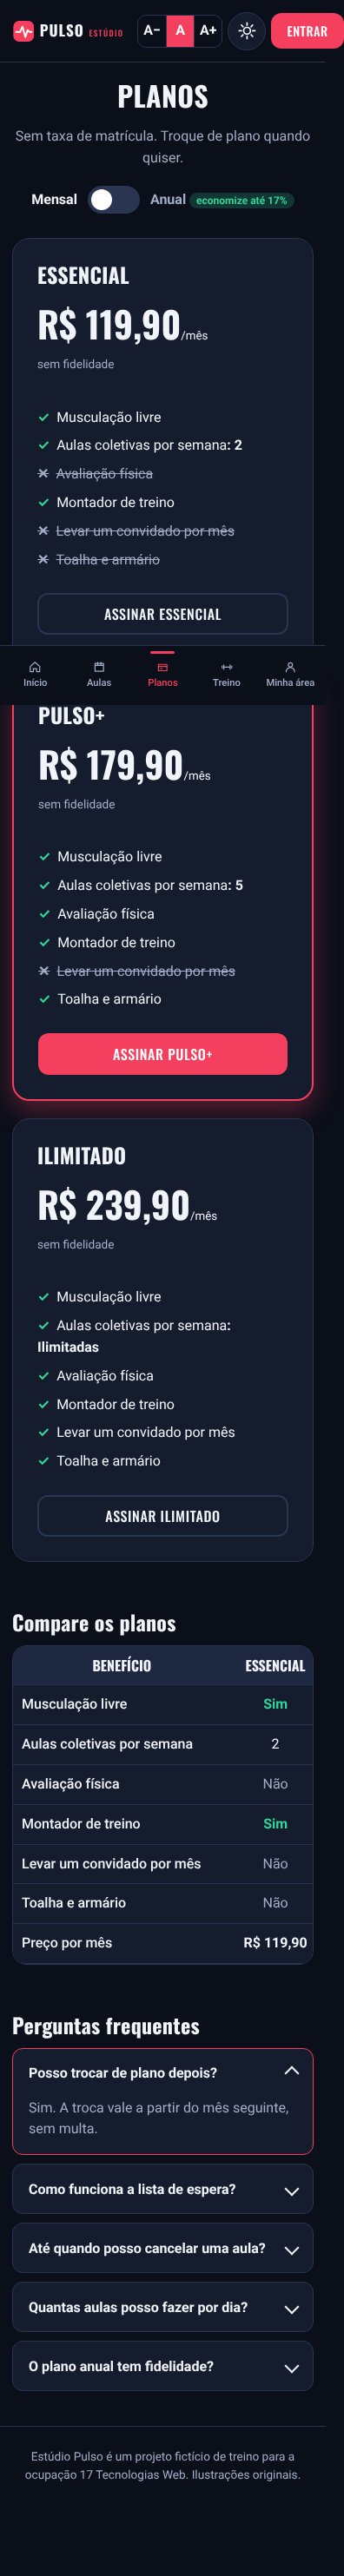 PULSO ESTÚDIO
A−
A
A+
ENTRAR
PLANOS
Sem taxa de matrícula. Troque de plano quando
quiser.
Mensal
Anual economize até 17%
ESSENCIAL
R$ 119,90/mês
sem fidelidade
Musculação livre
Aulas coletivas por semana: 2
Avaliação física
Montador de treino
Levar um convidado por mês
Toalha e armário
ASSINAR ESSENCIAL
Início
Aulas
Planos
Treino
Minha área
PULSO+
R$ 179,90/mês
sem fidelidade
Musculação livre
Aulas coletivas por semana: 5
Avaliação física
Montador de treino
Levar um convidado por mês
Toalha e armário
ASSINAR PULSO+
ILIMITADO
R$ 239,90/mês
sem fidelidade
Musculação livre
Aulas coletivas por semana:
Ilimitadas
Avaliação física
Montador de treino
Levar um convidado por mês
Toalha e armário
ASSINAR ILIMITADO
Compare os planos
BENEFÍCIO ESSENCIAL
Musculação livre Sim
Aulas coletivas por semana 2
Avaliação física Não
Montador de treino Sim
Levar um convidado por mês Não
Toalha e armário Não
Preço por mês R$ 119,90
Perguntas frequentes
Posso trocar de plano depois?
Sim. A troca vale a partir do mês seguinte,
sem multa.
Como funciona a lista de espera?
Até quando posso cancelar uma aula?
Quantas aulas posso fazer por dia?
O plano anual tem fidelidade?
Estúdio Pulso é um projeto fictício de treino para a
ocupação 17 Tecnologias Web. Ilustrações originais.